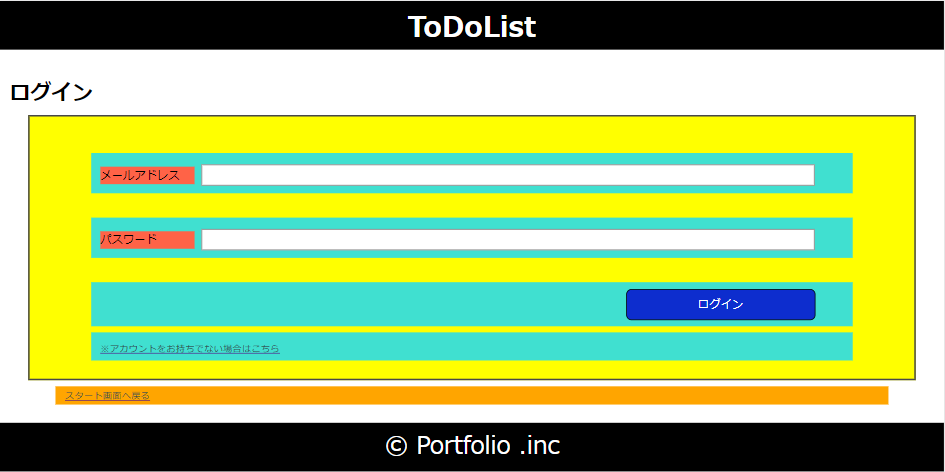 ToDoList
ログイン
メールアドレス
パスワード
ログイン
※アカウントをお持ちでない場合はこちら
スタート画面へ戻る
© Portfolio .inc